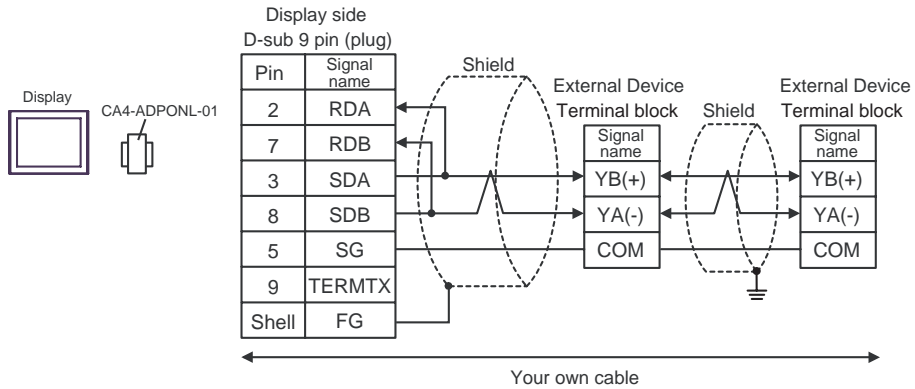 Display side
D-sub 9 pin (plug)
Display
CA4-ADPONL-01
Pin Signal name
2 RDA
7 RDB
3 SDA
8 SDB
5 SG
9 TERMTX
Shell FG
Shield
External Device
Terminal block
Signal name
YB(+)
YA(-)
COM
Shield
External Device
Terminal block
Signal name
YB(+)
YA(-)
COM
Your own cable